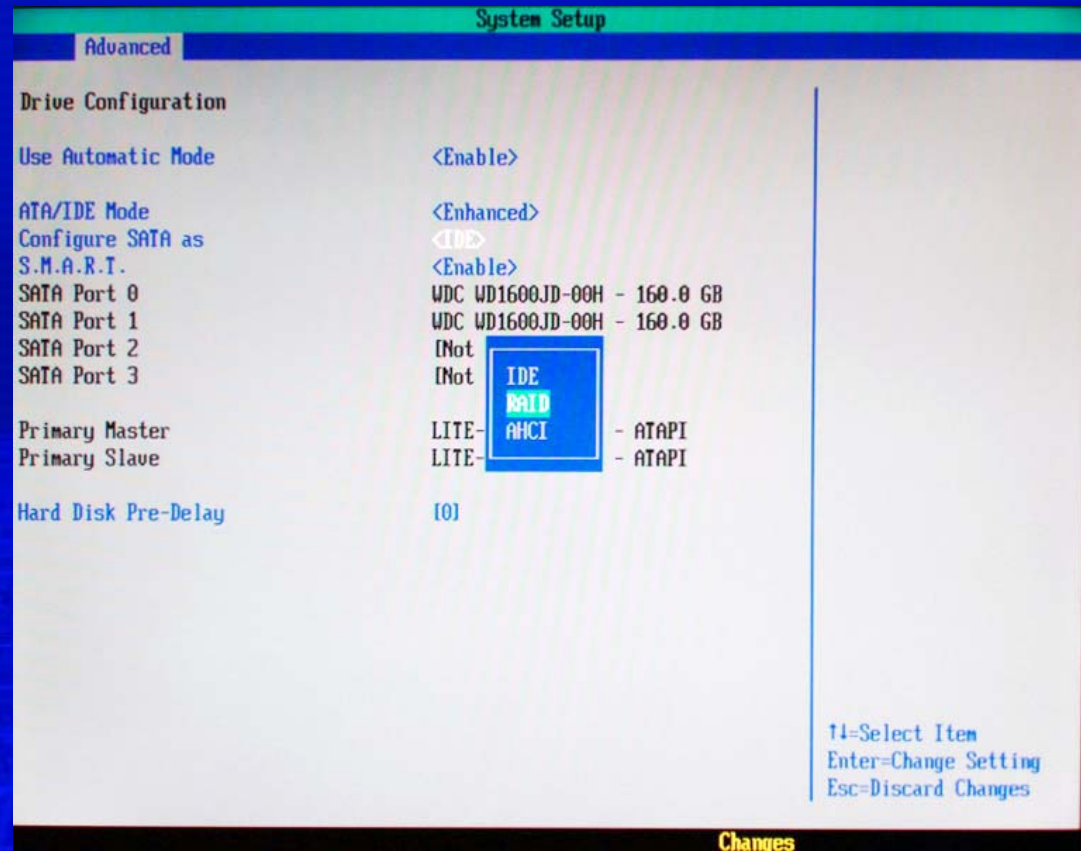 System Setup
Advanced
Drive Configuration
Use Automatic Mode <Enable>
ATA/IDE Mode <Enhanced>
Configure SATA as <IDE>
S.M.A.R.T. <Enable>
SATA Port 0 WDC WD1600JD-00H - 160.0 GB
SATA Port 1 WDC WD1600JD-00H - 160.0 GB
SATA Port 2 [Not
SATA Port 3 [Not
IDE
RAID
AHCI
Primary Master LITE- - ATAPI
Primary Slave LITE- - ATAPI
Hard Disk Pre-Delay [0]
↑↓=Select Item
Enter=Change Setting
Esc=Discard Changes
Changes